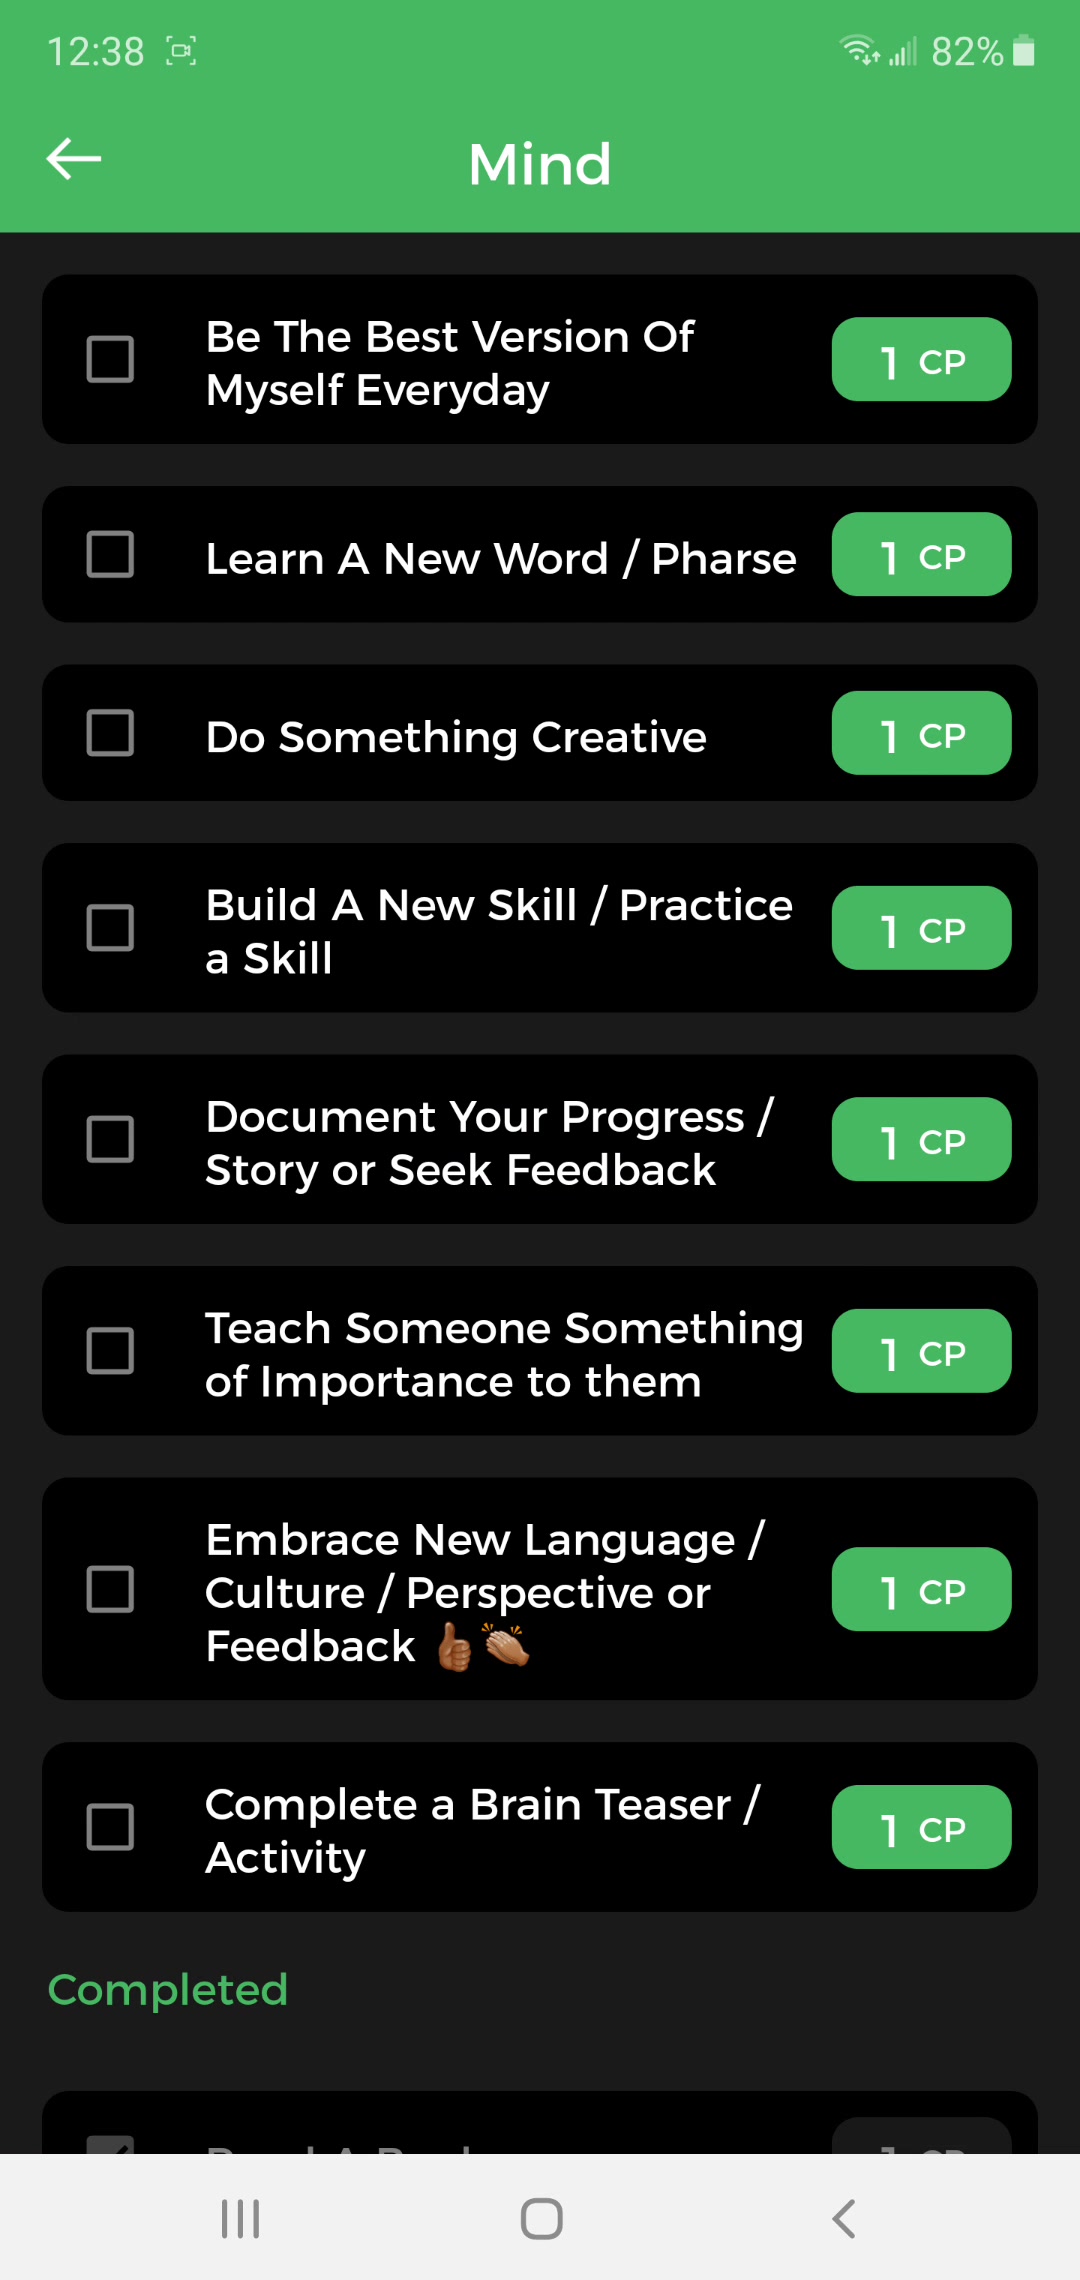 12:38
82%
Mind
Be The Best Version Of
Myself Everyday
1 CP
Learn A New Word / Pharse
1 CP
Do Something Creative
1 CP
Build A New Skill / Practice
a Skill
1 CP
Document Your Progress /
Story or Seek Feedback
1 CP
Teach Someone Something
of Importance to them
1 CP
Embrace New Language /
Culture / Perspective or
Feedback 👍🏾👏🏽
1 CP
Complete a Brain Teaser /
Activity
1 CP
Completed